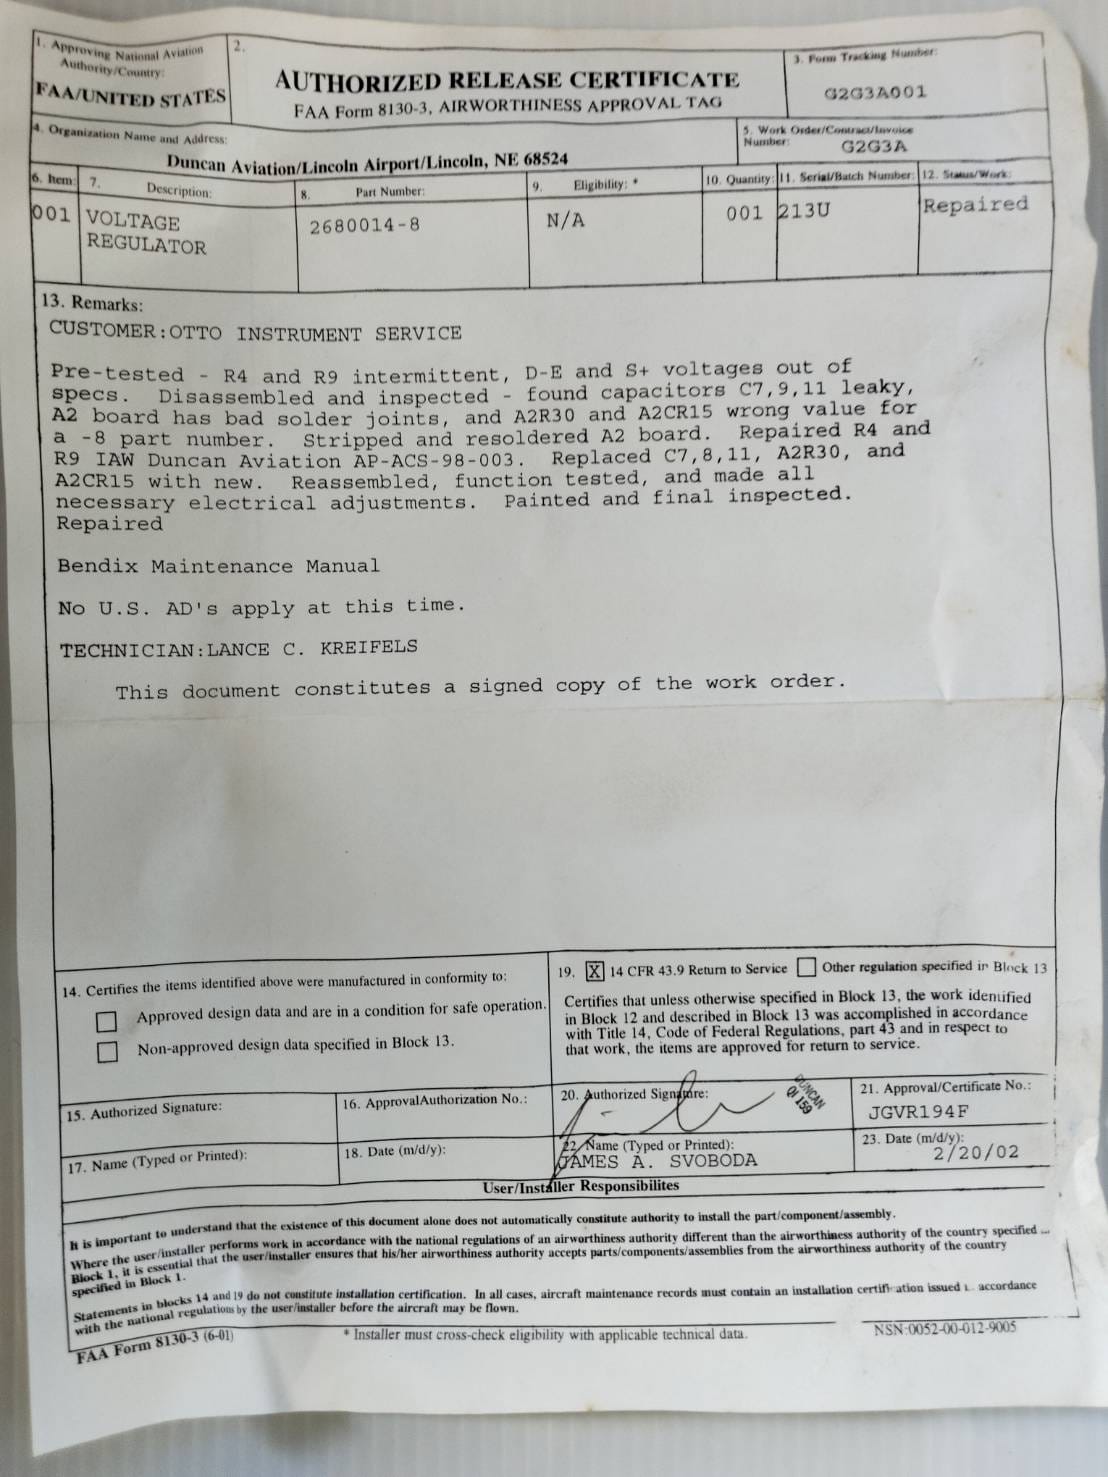 1. Approving National Aviation
Authority/Country:
FAA/UNITED STATES
2.
AUTHORIZED RELEASE CERTIFICATE
FAA Form 8130-3, AIRWORTHINESS APPROVAL TAG
3. Form Tracking Number:
G2G3A001
4. Organization Name and Address:
Duncan Aviation/Lincoln Airport/Lincoln, NE 68524
5. Work Order/Contract/Invoice
Number:
G2G3A
6. Item:
7. Description:
8. Part Number:
9. Eligibility: *
10. Quantity:
11. Serial/Batch Number:
12. Status/Work:
001
VOLTAGE
REGULATOR
2680014-8
N/A
001
213U
Repaired
13. Remarks:
CUSTOMER:OTTO INSTRUMENT SERVICE
Pre-tested - R4 and R9 intermittent, D-E and S+ voltages out of
specs. Disassembled and inspected - found capacitors C7,9,11 leaky,
A2 board has bad solder joints, and A2R30 and A2CR15 wrong value for
a -8 part number. Stripped and resoldered A2 board. Repaired R4 and
R9 IAW Duncan Aviation AP-ACS-98-003. Replaced C7,8,11, A2R30, and
A2CR15 with new. Reassembled, function tested, and made all
necessary electrical adjustments. Painted and final inspected.
Repaired
Bendix Maintenance Manual
No U.S. AD's apply at this time.
TECHNICIAN:LANCE C. KREIFELS
This document constitutes a signed copy of the work order.
14. Certifies the items identified above were manufactured in conformity to:
Approved design data and are in a condition for safe operation.
Non-approved design data specified in Block 13.
19. X 14 CFR 43.9 Return to Service Other regulation specified in Block 13
Certifies that unless otherwise specified in Block 13, the work identified
in Block 12 and described in Block 13 was accomplished in accordance
with Title 14, Code of Federal Regulations, part 43 and in respect to
that work, the items are approved for return to service.
15. Authorized Signature:
16. ApprovalAuthorization No.:
20. Authorized Signature:
DUNCAN
QI 159
21. Approval/Certificate No.:
JGVR194F
17. Name (Typed or Printed):
18. Date (m/d/y):
22. Name (Typed or Printed):
JAMES A. SVOBODA
23. Date (m/d/y):
2/20/02
User/Installer Responsibilites
It is important to understand that the existence of this document alone does not automatically constitute authority to install the part/component/assembly.
Where the user/installer performs work in accordance with the national regulations of an airworthiness authority different than the airworthiness authority of the country specified
Block 1, it is essential that the user/installer ensures that his/her airworthiness authority accepts parts/components/assemblies from the airworthiness authority of the country
specified in Block 1.
Statements in blocks 14 and 19 do not constitute installation certification. In all cases, aircraft maintenance records must contain an installation certification issued accordance
with the national regulations by the user/installer before the aircraft may be flown.
FAA Form 8130-3 (6-01)
* Installer must cross-check eligibility with applicable technical data.
NSN:0052-00-012-9005